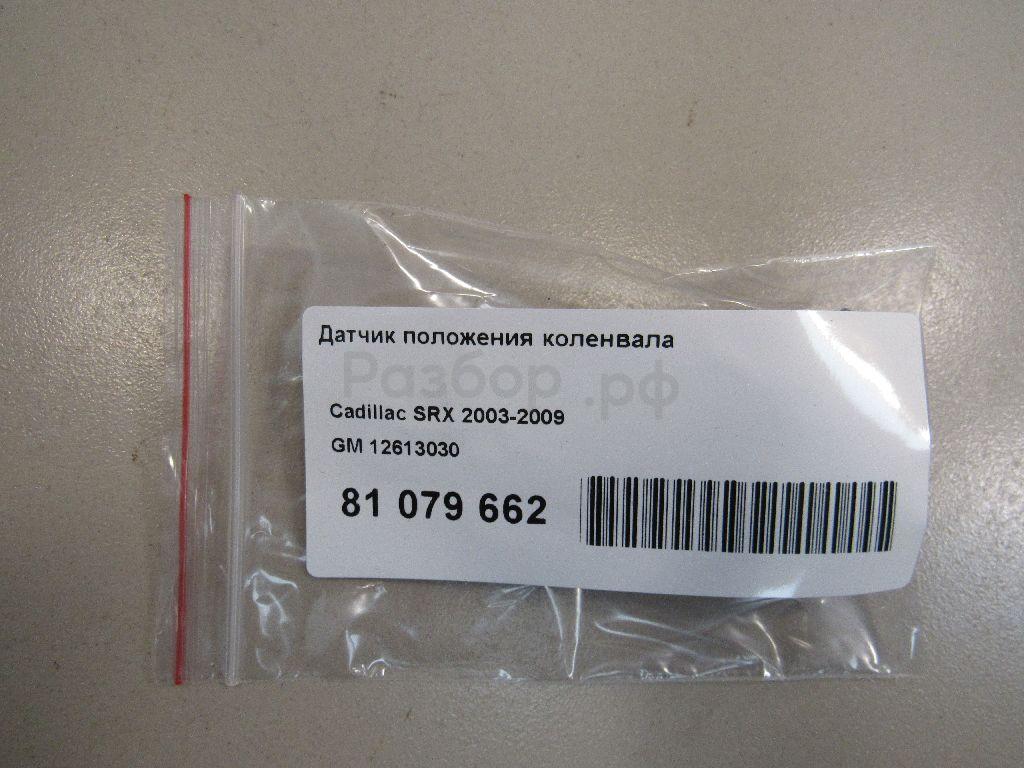 Датчик положения коленвала
Разбор.рф
Cadillac SRX 2003-2009
GM 12613030
81 079 662